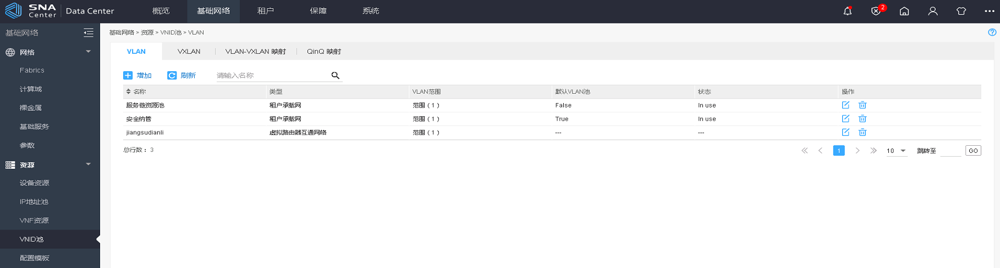 SNA Center Data Center 概览 基础网络 租户 保障 系统 2
基础网络
网络
Fabrics
计算域
裸金属
基础服务
参数
资源
设备资源
IP地址池
VNF资源
VNID池
配置模板
基础网络 > 资源 > VNID池 > VLAN
VLAN VXLAN VLAN-VXLAN 映射 QinQ 映射
增加 刷新 请输入名称
名称 类型 VLAN范围 默认VLAN池 状态 操作
服务链资源池 租户承载网 范围 ( 1 ) False In use
安全纳管 租户承载网 范围 ( 1 ) True In use
jiangsudianli 虚拟路由器互通网络 范围 ( 1 ) --- ---
总行数： 3 1 10 跳转至 GO